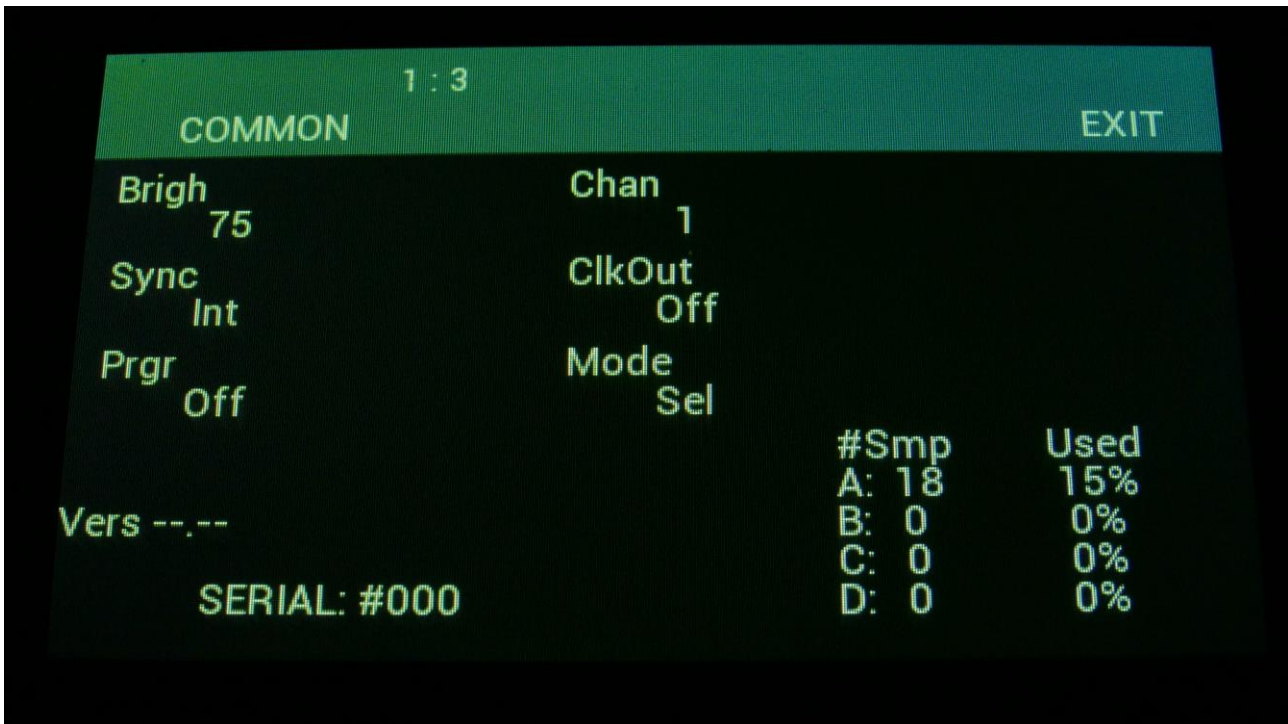 1 : 3
COMMON EXIT
Brigh Chan
75 1
Sync ClkOut
Int Off
Prgr Mode
Off Sel
#Smp Used
A: 18 15%
Vers --.-- B: 0 0%
C: 0 0%
SERIAL: #000 D: 0 0%